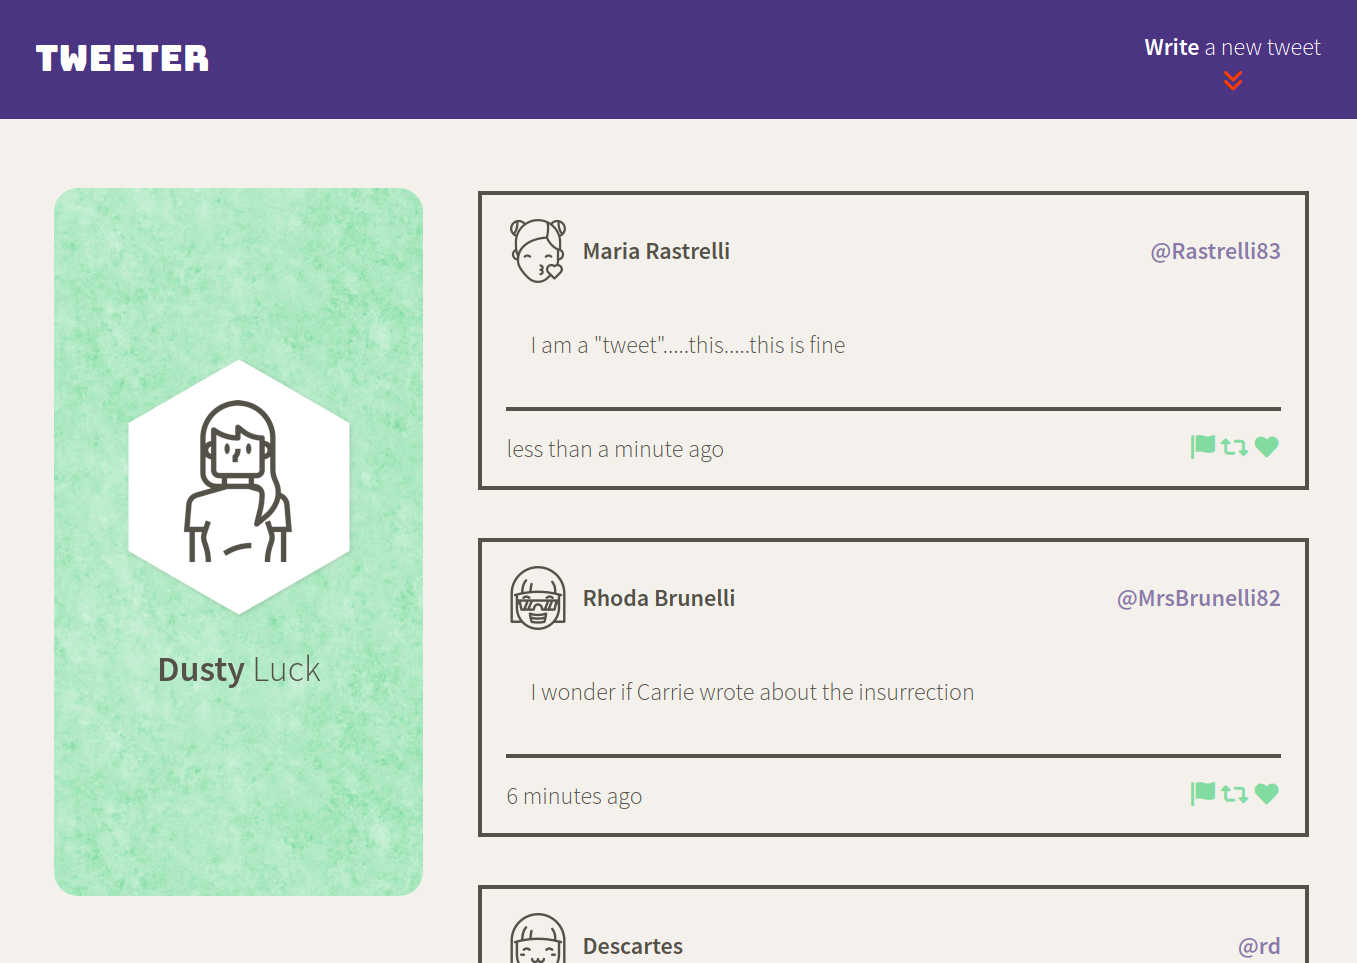 TWEETER
Write a new tweet
Dusty Luck
Maria Rastrelli
@Rastrelli83
I am a "tweet".....this.....this is fine
less than a minute ago
Rhoda Brunelli
@MrsBrunelli82
I wonder if Carrie wrote about the insurrection
6 minutes ago
Descartes
@rd